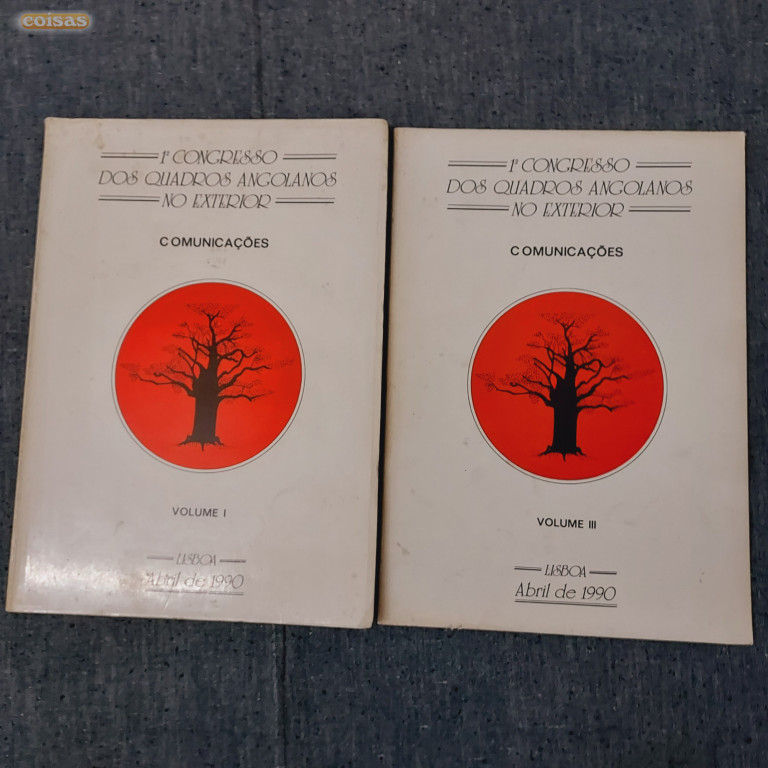 coisas
1º CONGRESSO
DOS QUADROS ANGOLANOS
NO EXTERIOR
COMUNICAÇÕES
VOLUME I
LISBOA
Abril de 1990
1º CONGRESSO
DOS QUADROS ANGOLANOS
NO EXTERIOR
COMUNICAÇÕES
VOLUME III
LISBOA
Abril de 1990